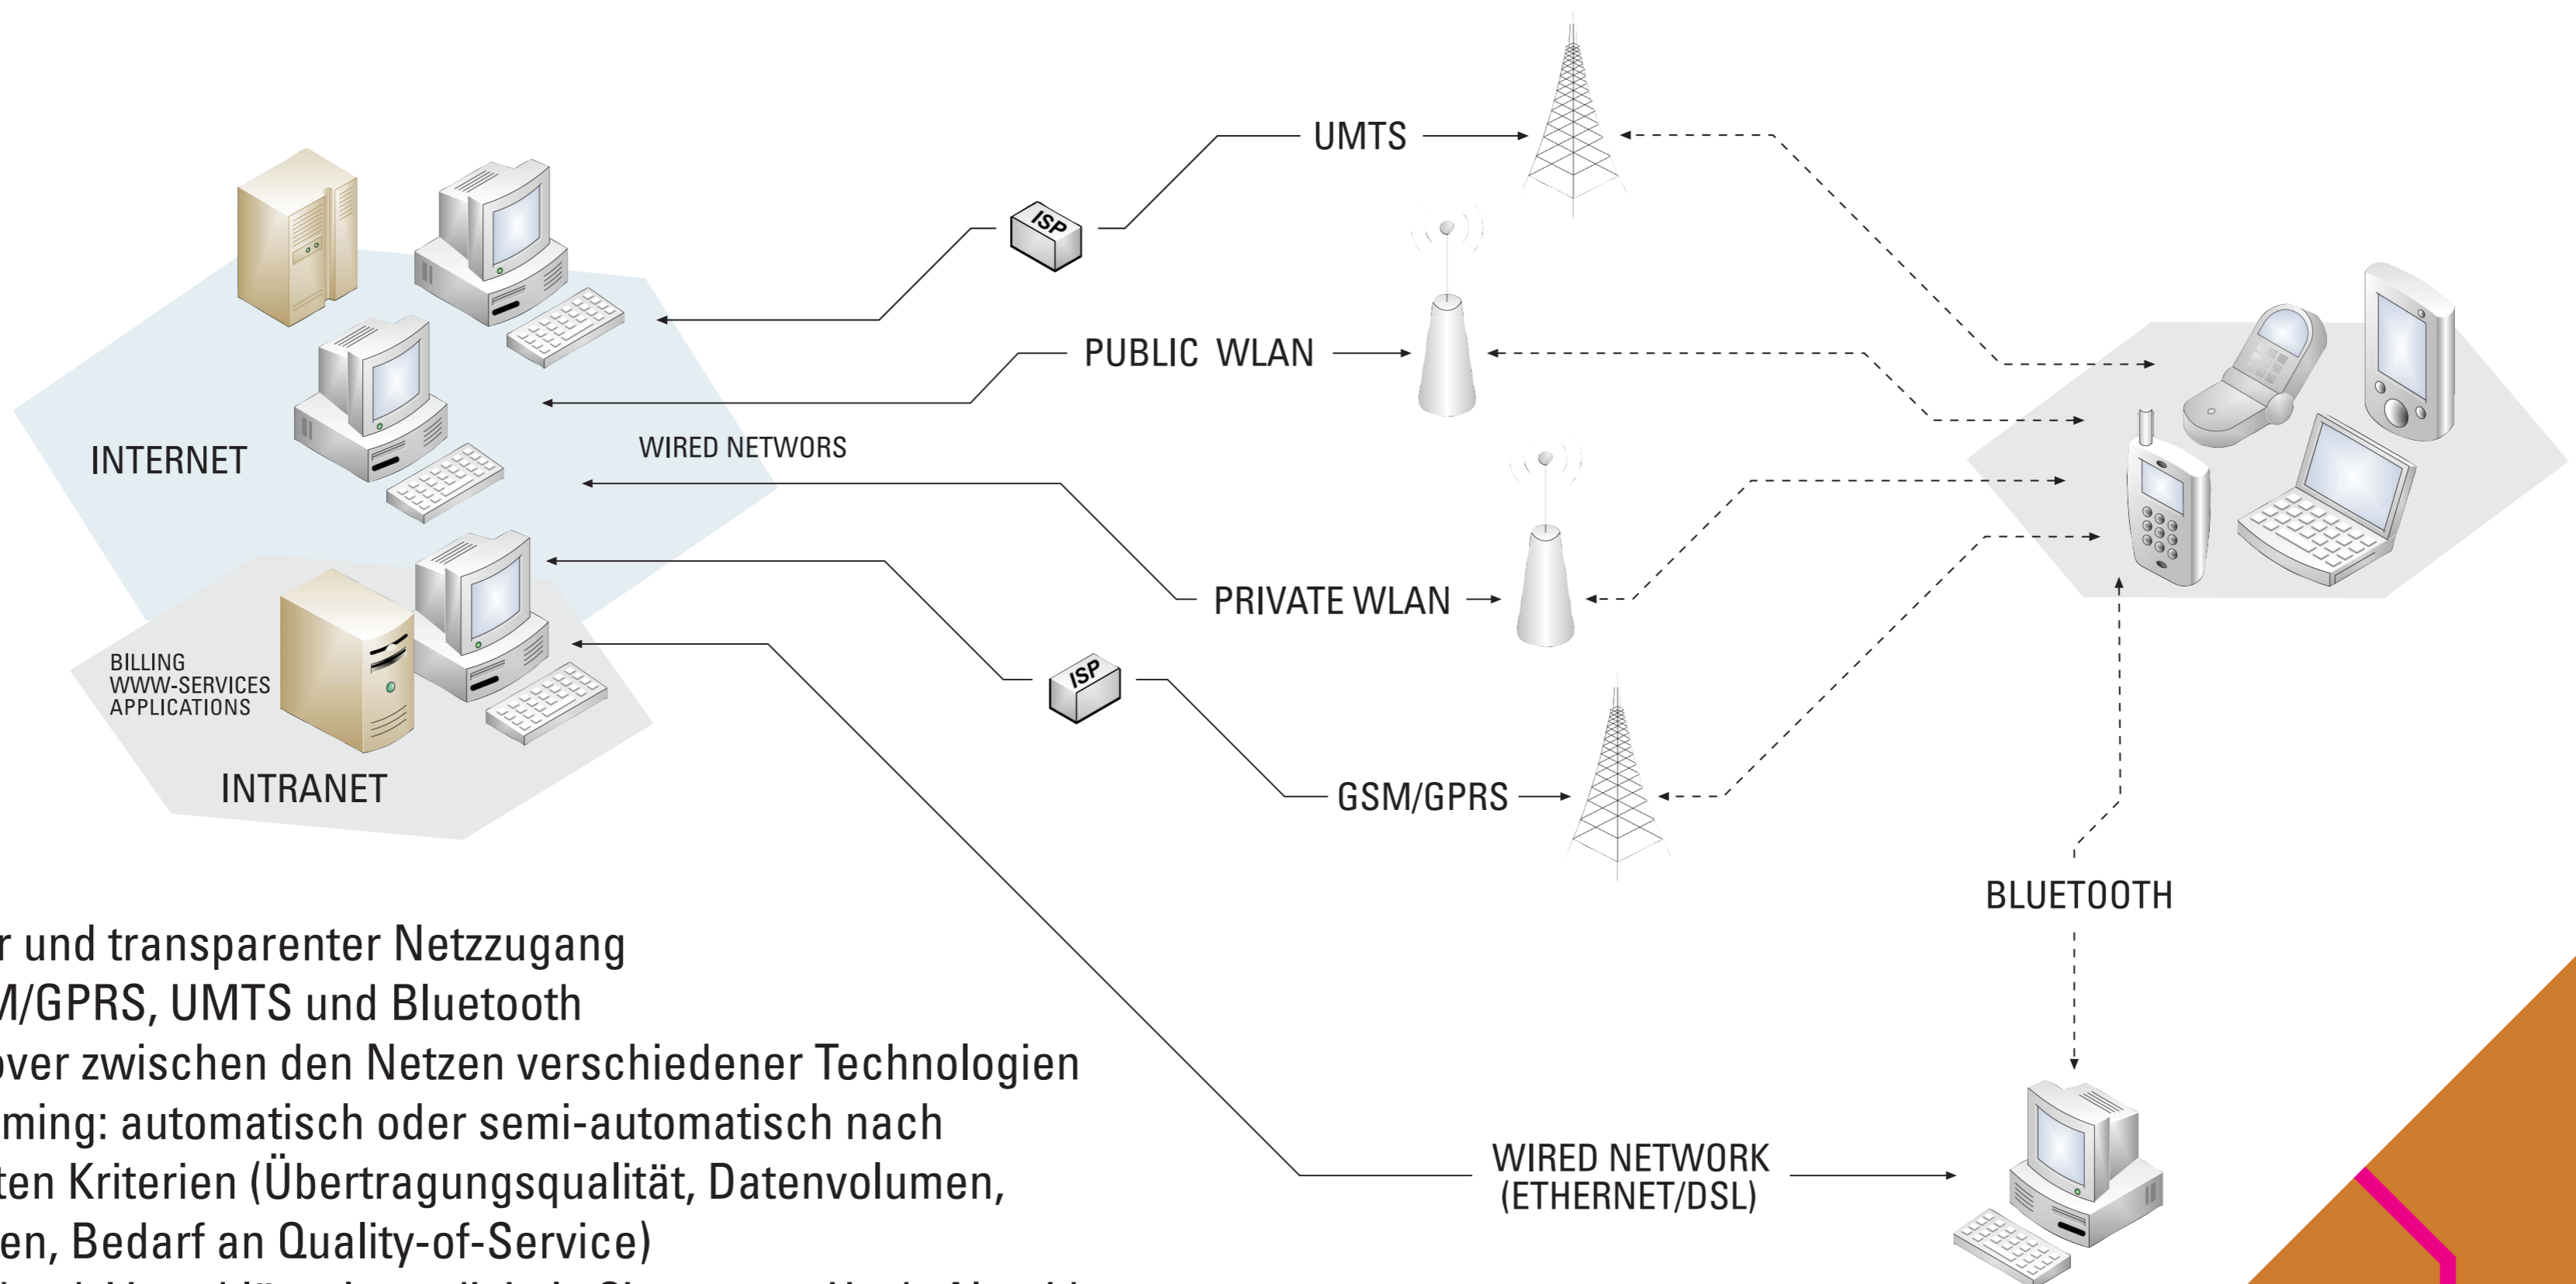 UMTS
ISP
PUBLIC WLAN
INTERNET
WIRED NETWORS
PRIVATE WLAN
BILLING
WWW-SERVICES
APPLICATIONS
ISP
INTRANET
GSM/GPRS
BLUETOOTH
WIRED NETWORK
(ETHERNET/DSL)
r und transparenter Netzzugang
M/GPRS, UMTS und Bluetooth
over zwischen den Netzen verschiedener Technologien
ming: automatisch oder semi-automatisch nach
ten Kriterien (Übertragungsqualität, Datenvolumen,
en, Bedarf an Quality-of-Service)